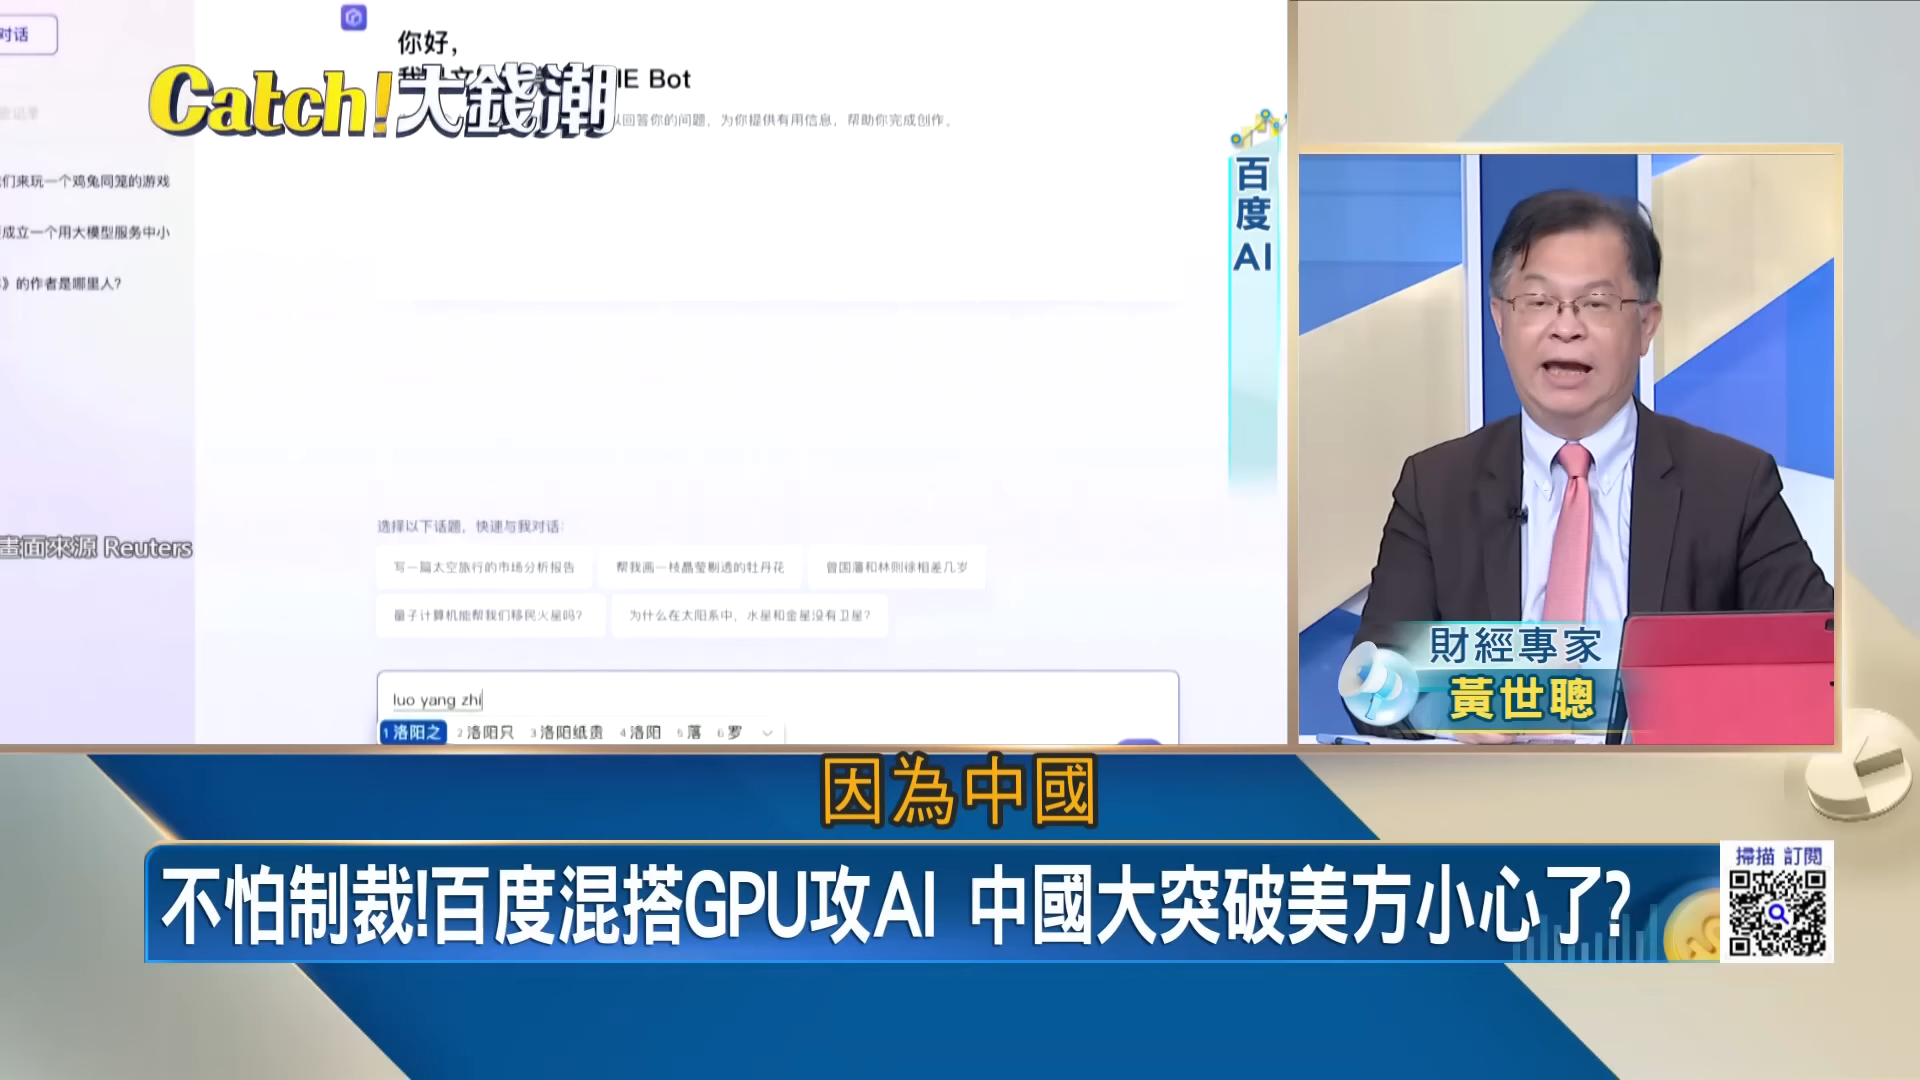 对话
你好，
IE Bot
Catch!大錢潮
以回答你的问题，为你提供有用信息，帮助你完成创作。
们来玩一个鸡兔同笼的游戏
成立一个用大模型服务中小
》的作者是哪里人？
畫面來源 Reuters
百度AI
选择以下话题，快速与我对话：
写一篇太空旅行的市场分析报告
帮我画一枝晶莹剔透的牡丹花
曾国藩和林则徐相差几岁
量子计算机能帮我们移民火星吗？
为什么在太阳系中，水星和金星没有卫星？
luo yang zhi
1 洛阳之 2 洛阳只 3 洛阳纸贵 4 洛阳 5 落 6 罗
財經專家
黃世聰
因為中國
不怕制裁!百度混搭GPU攻AI 中國大突破美方小心了?
掃描 訂閱